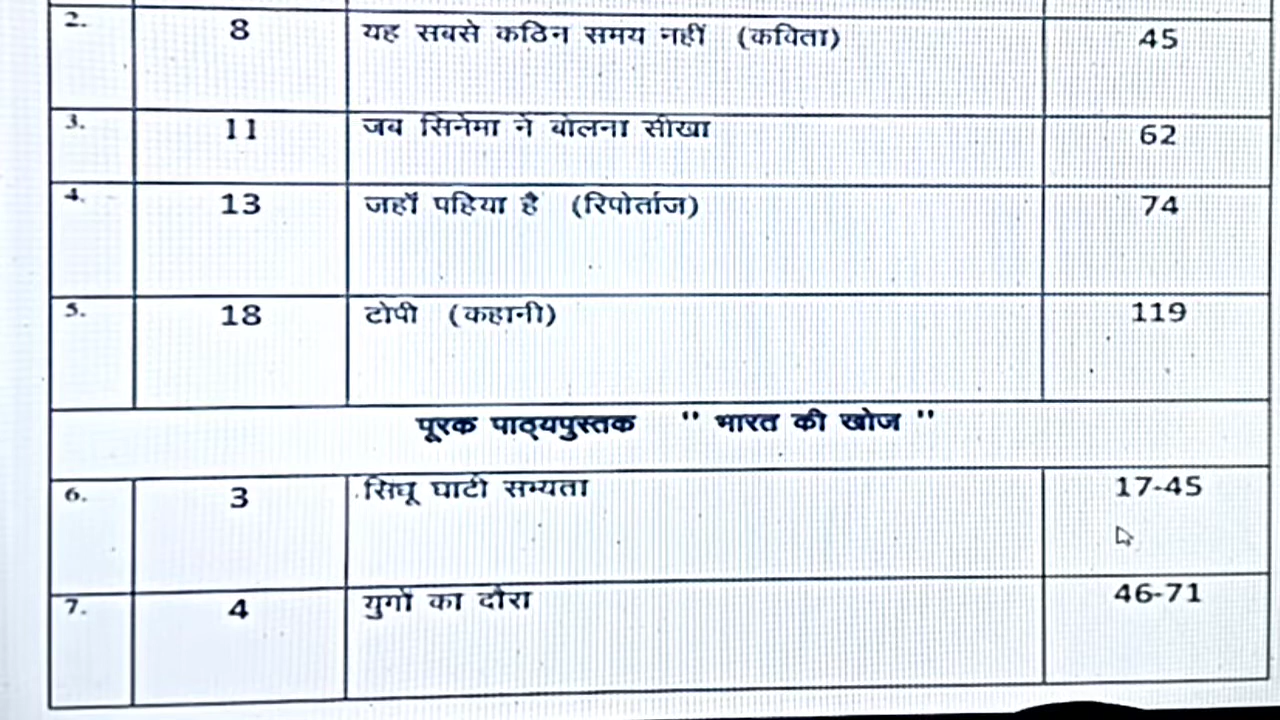 2. 8 यह सबसे कठिन समय नहीं (कविता) 45
3. 11 जब सिनेमा ने बोलना सीखा 62
4. 13 जहॉं पहिया है (रिपोर्ताज) 74
5. 18 टोपी (कहानी) 119
पूरक पाठ्यपुस्तक " भारत की खोज "
6. 3 सिंघू घाटी सभ्यता 17-45
7. 4 युगों का दौरा 46-71